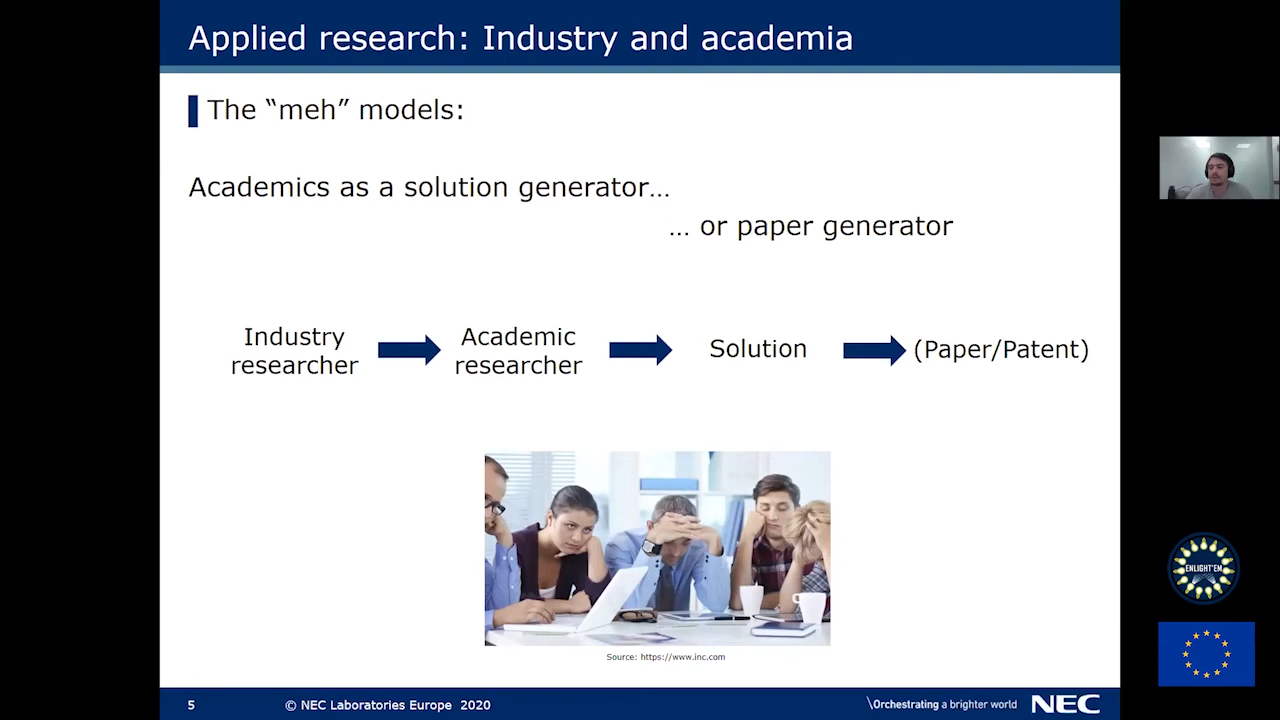 Applied research: Industry and academia
The “meh” models:
Academics as a solution generator…
… or paper generator
Industry
researcher
Academic
researcher
Solution
(Paper/Patent)
Source: https://www.inc.com
ENLIGHT'EM
5
© NEC Laboratories Europe 2020
\Orchestrating a brighter world
NEC